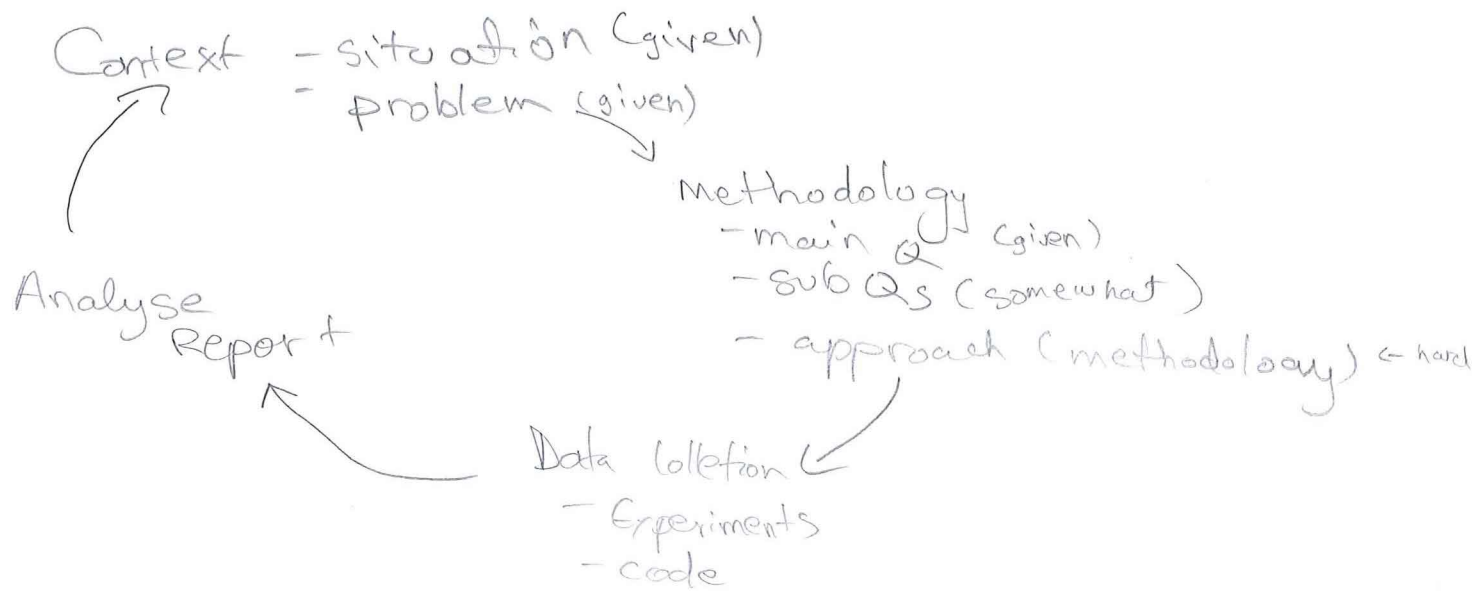 Context - situation (given)
- problem (given)
Methodology
- main Q (given)
- sub Qs (somewhat)
- approach (methodology) ← hard
Data Colletion
- Experiments
- code
Analyse
Report